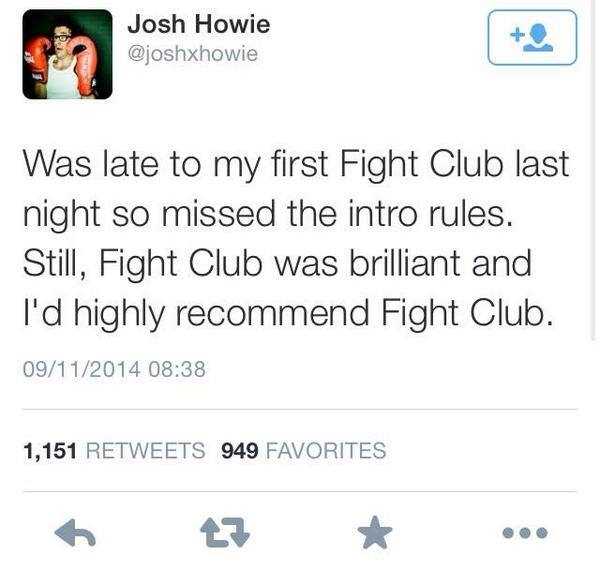 Josh Howie
@joshxhowie
Was late to my first Fight Club last
night so missed the intro rules.
Still, Fight Club was brilliant and
I'd highly recommend Fight Club.
09/11/2014 08:38
1,151 RETWEETS 949 FAVORITES